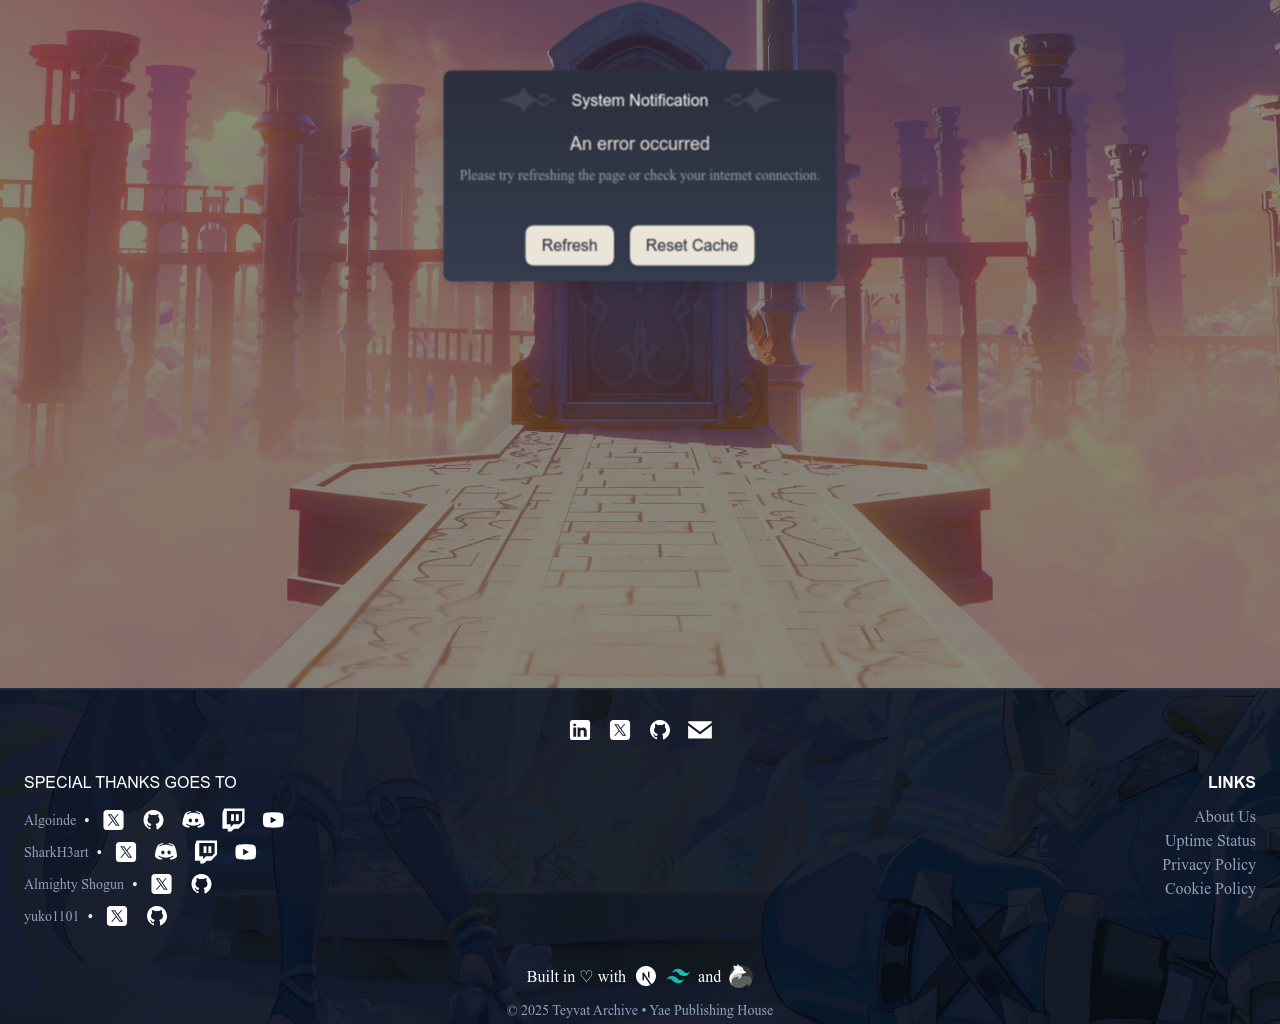 System Notification
An error occurred
Please try refreshing the page or check your internet connection.
Refresh
Reset Cache
SPECIAL THANKS GOES TO
Algoinde •
SharkH3art •
Almighty Shogun •
yuko1101 •
LINKS
About Us
Uptime Status
Privacy Policy
Cookie Policy
Built in ♡ with and
© 2025 Teyvat Archive • Yae Publishing House